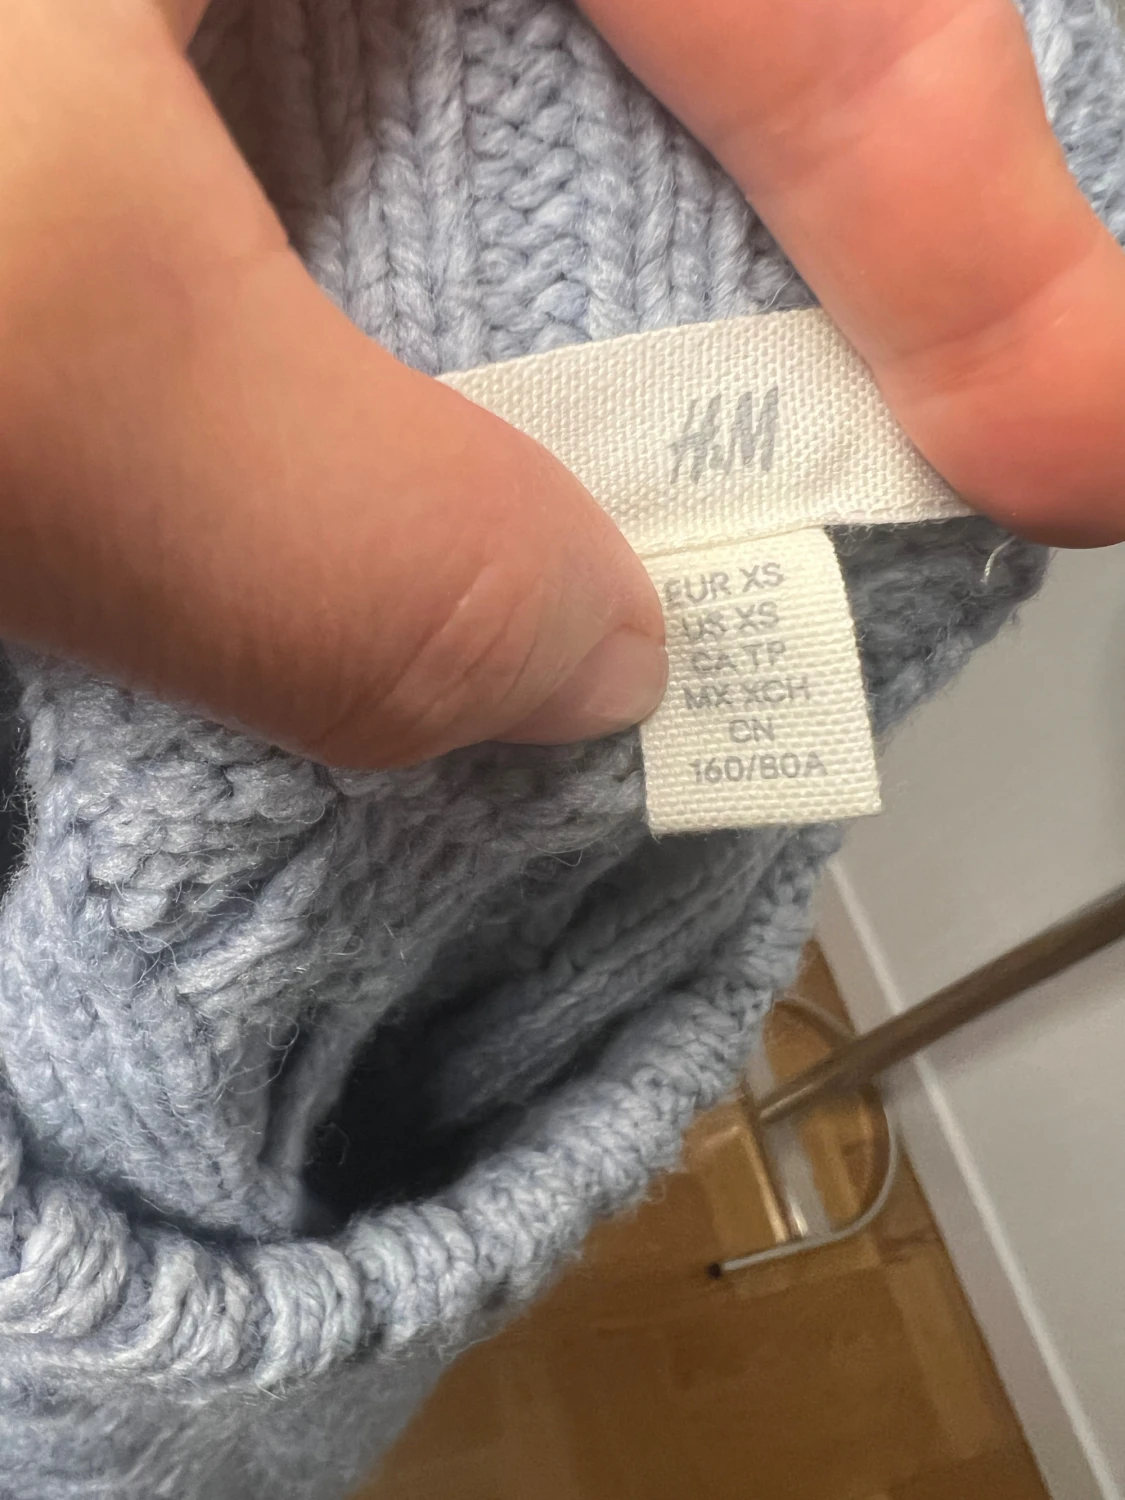 H&M
EUR XS
US XS
CA TP
MX XCH
CN
160/80A